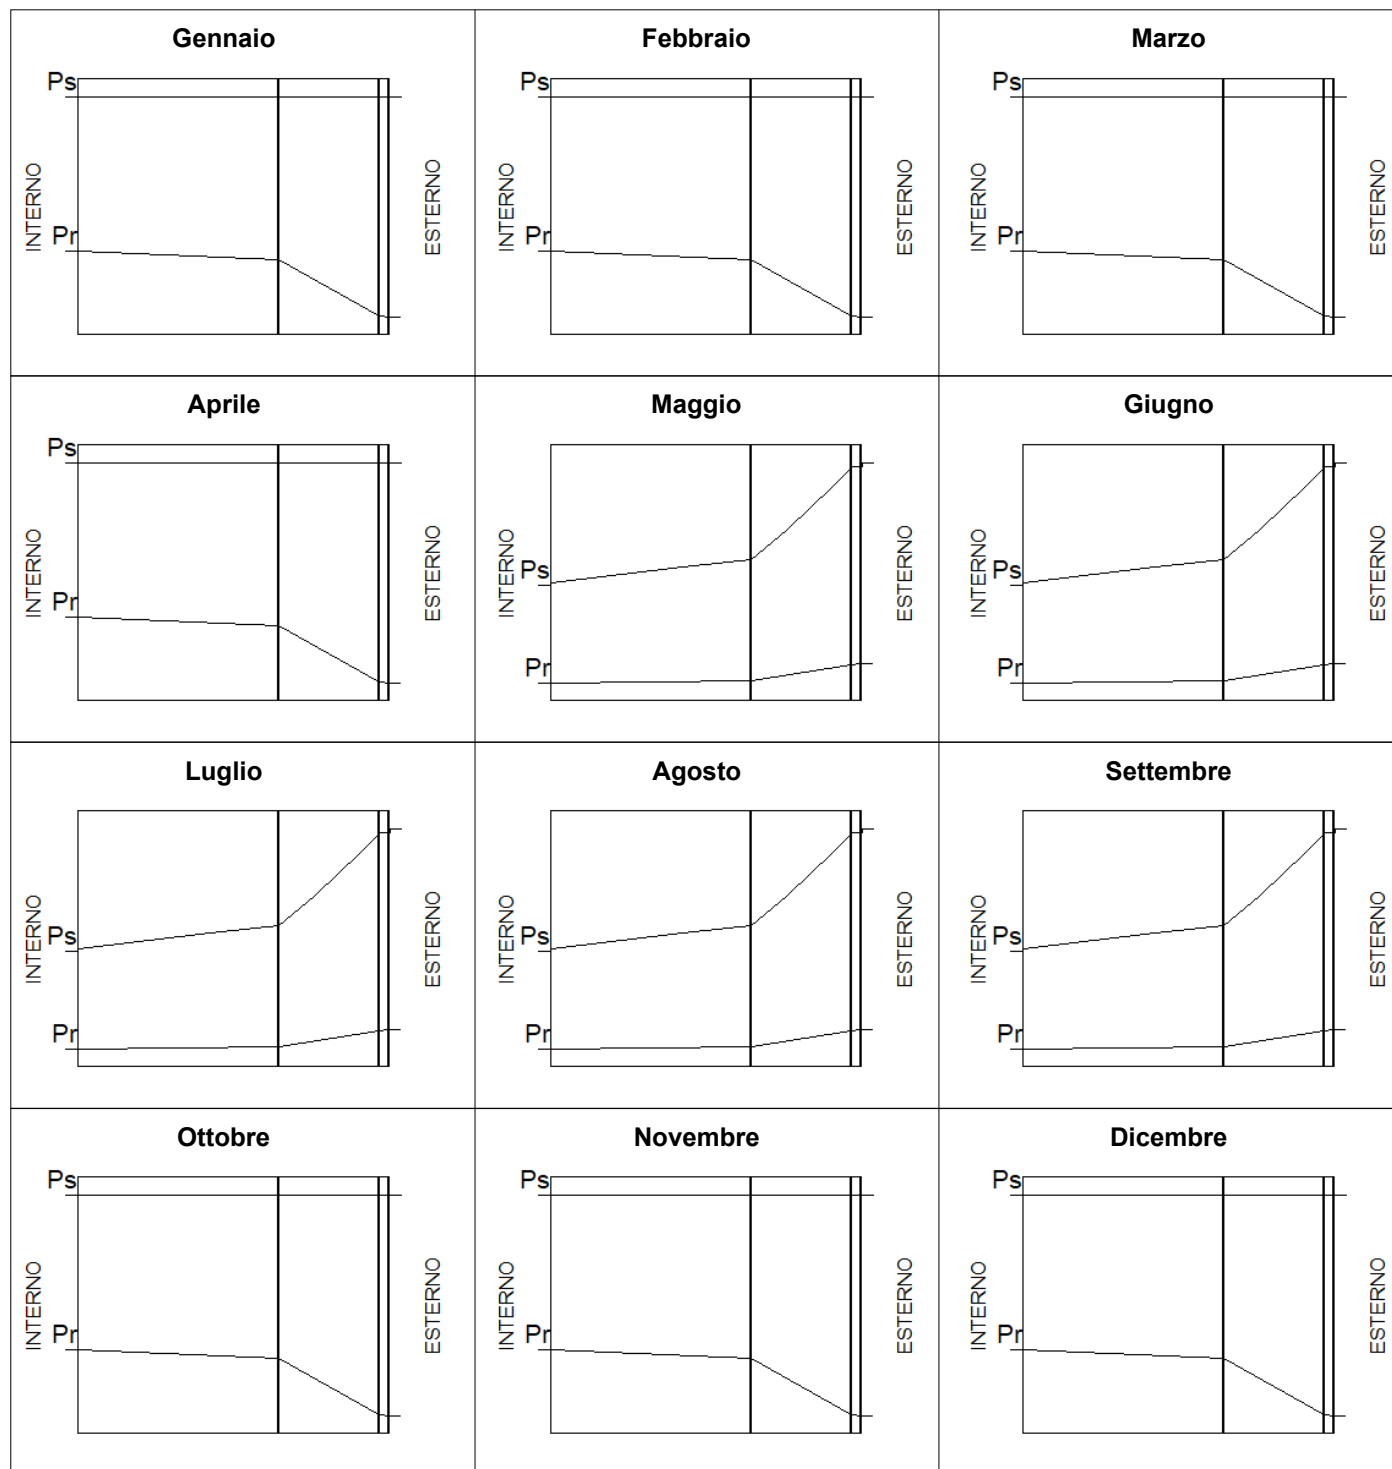 Gennaio
Febbraio
Marzo
Ps
Pr
INTERNO
ESTERNO
Ps
Pr
INTERNO
ESTERNO
Ps
Pr
INTERNO
ESTERNO
Aprile
Maggio
Giugno
Ps
Pr
INTERNO
ESTERNO
Ps
Pr
INTERNO
ESTERNO
Ps
Pr
INTERNO
ESTERNO
Luglio
Agosto
Settembre
Ps
Pr
INTERNO
ESTERNO
Ps
Pr
INTERNO
ESTERNO
Ps
Pr
INTERNO
ESTERNO
Ottobre
Novembre
Dicembre
Ps
Pr
INTERNO
ESTERNO
Ps
Pr
INTERNO
ESTERNO
Ps
Pr
INTERNO
ESTERNO